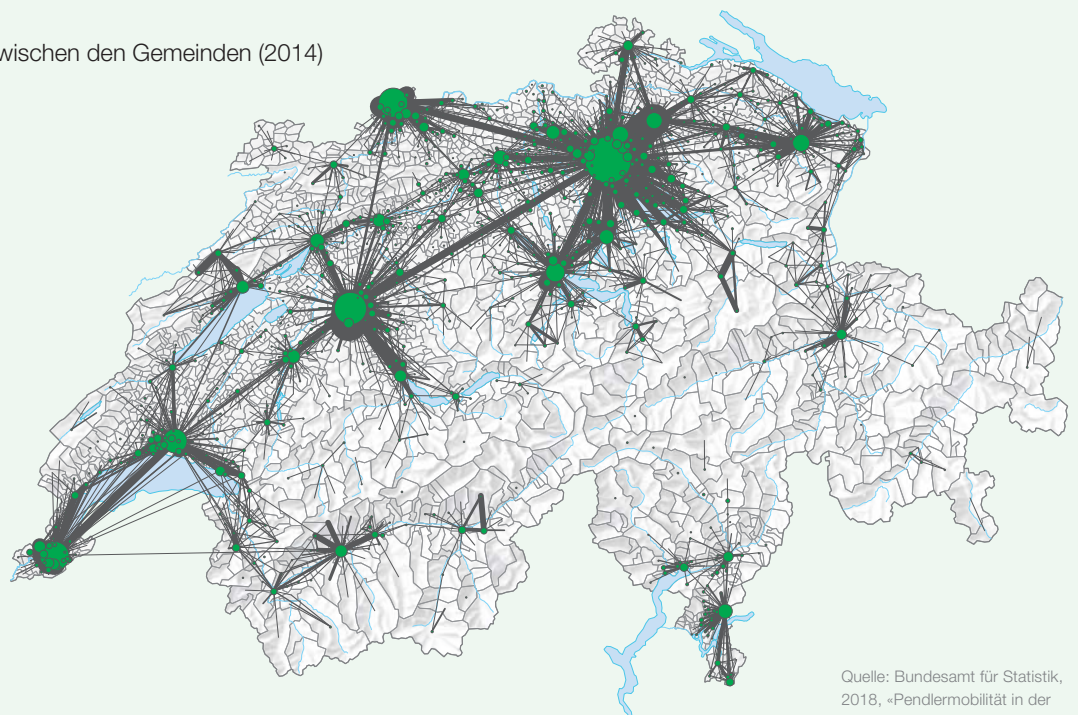 wischen den Gemeinden (2014)
Quelle: Bundesamt für Statistik,
2018, «Pendlermobilität in der